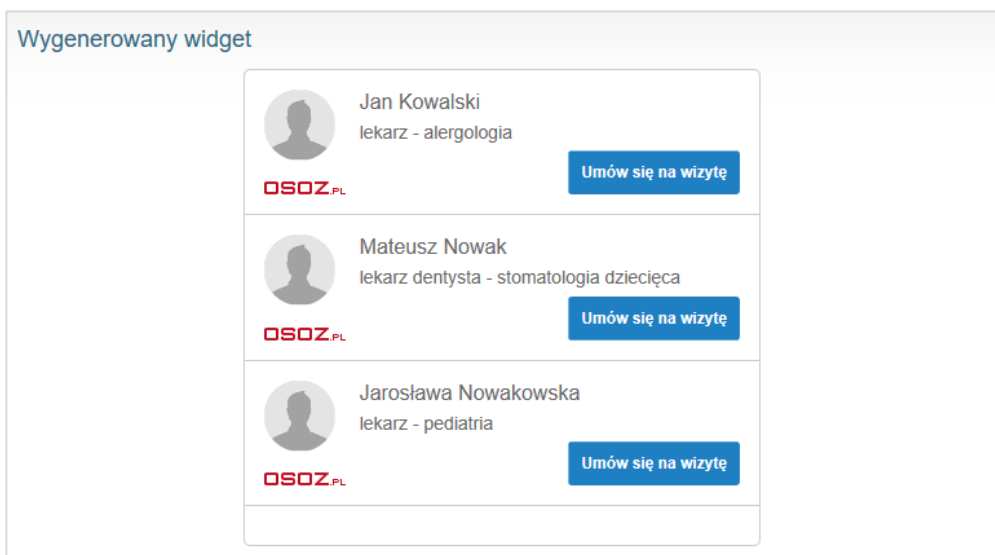 Wygenerowany widget
Jan Kowalski
lekarz - alergologia
Umów się na wizytę
OSOZ.PL
Mateusz Nowak
lekarz dentysta - stomatologia dziecięca
Umów się na wizytę
OSOZ.PL
Jarosława Nowakowska
lekarz - pediatria
Umów się na wizytę
OSOZ.PL